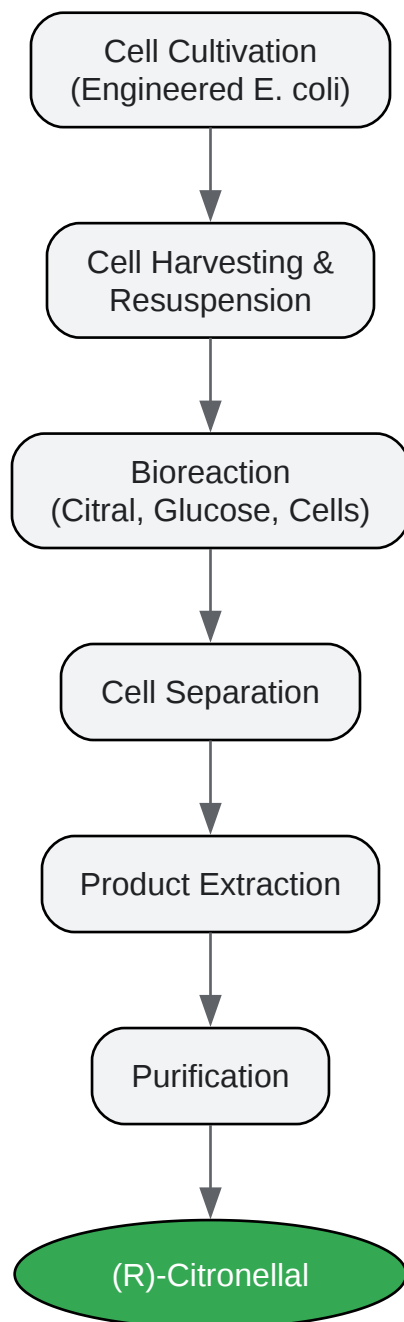 Cell Cultivation
(Engineered E. coli)
Cell Harvesting &
Resuspension
Bioreaction
(Citral, Glucose, Cells)
Cell Separation
Product Extraction
Purification
(R)-Citronellal